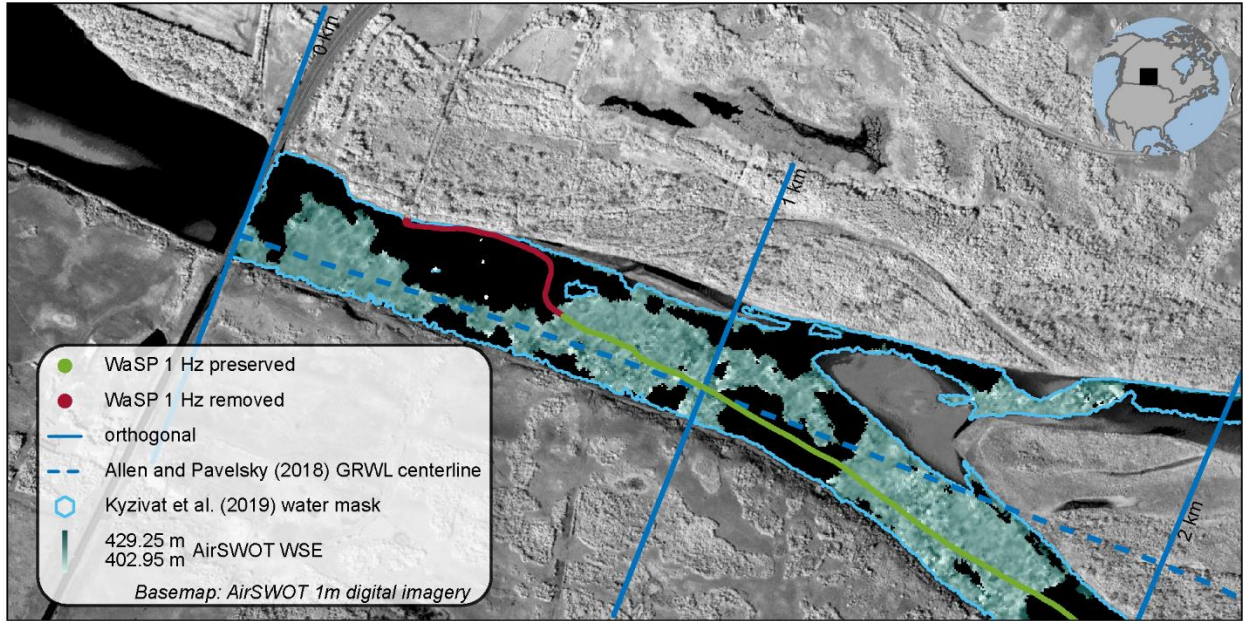 0 km
1 km
2 km
WaSP 1 Hz preserved
WaSP 1 Hz removed
orthogonal
Allen and Pavelsky (2018) GRWL centerline
Kyzivat et al. (2019) water mask
429.25 m
402.95 m AirSWOT WSE
Basemap: AirSWOT 1m digital imagery